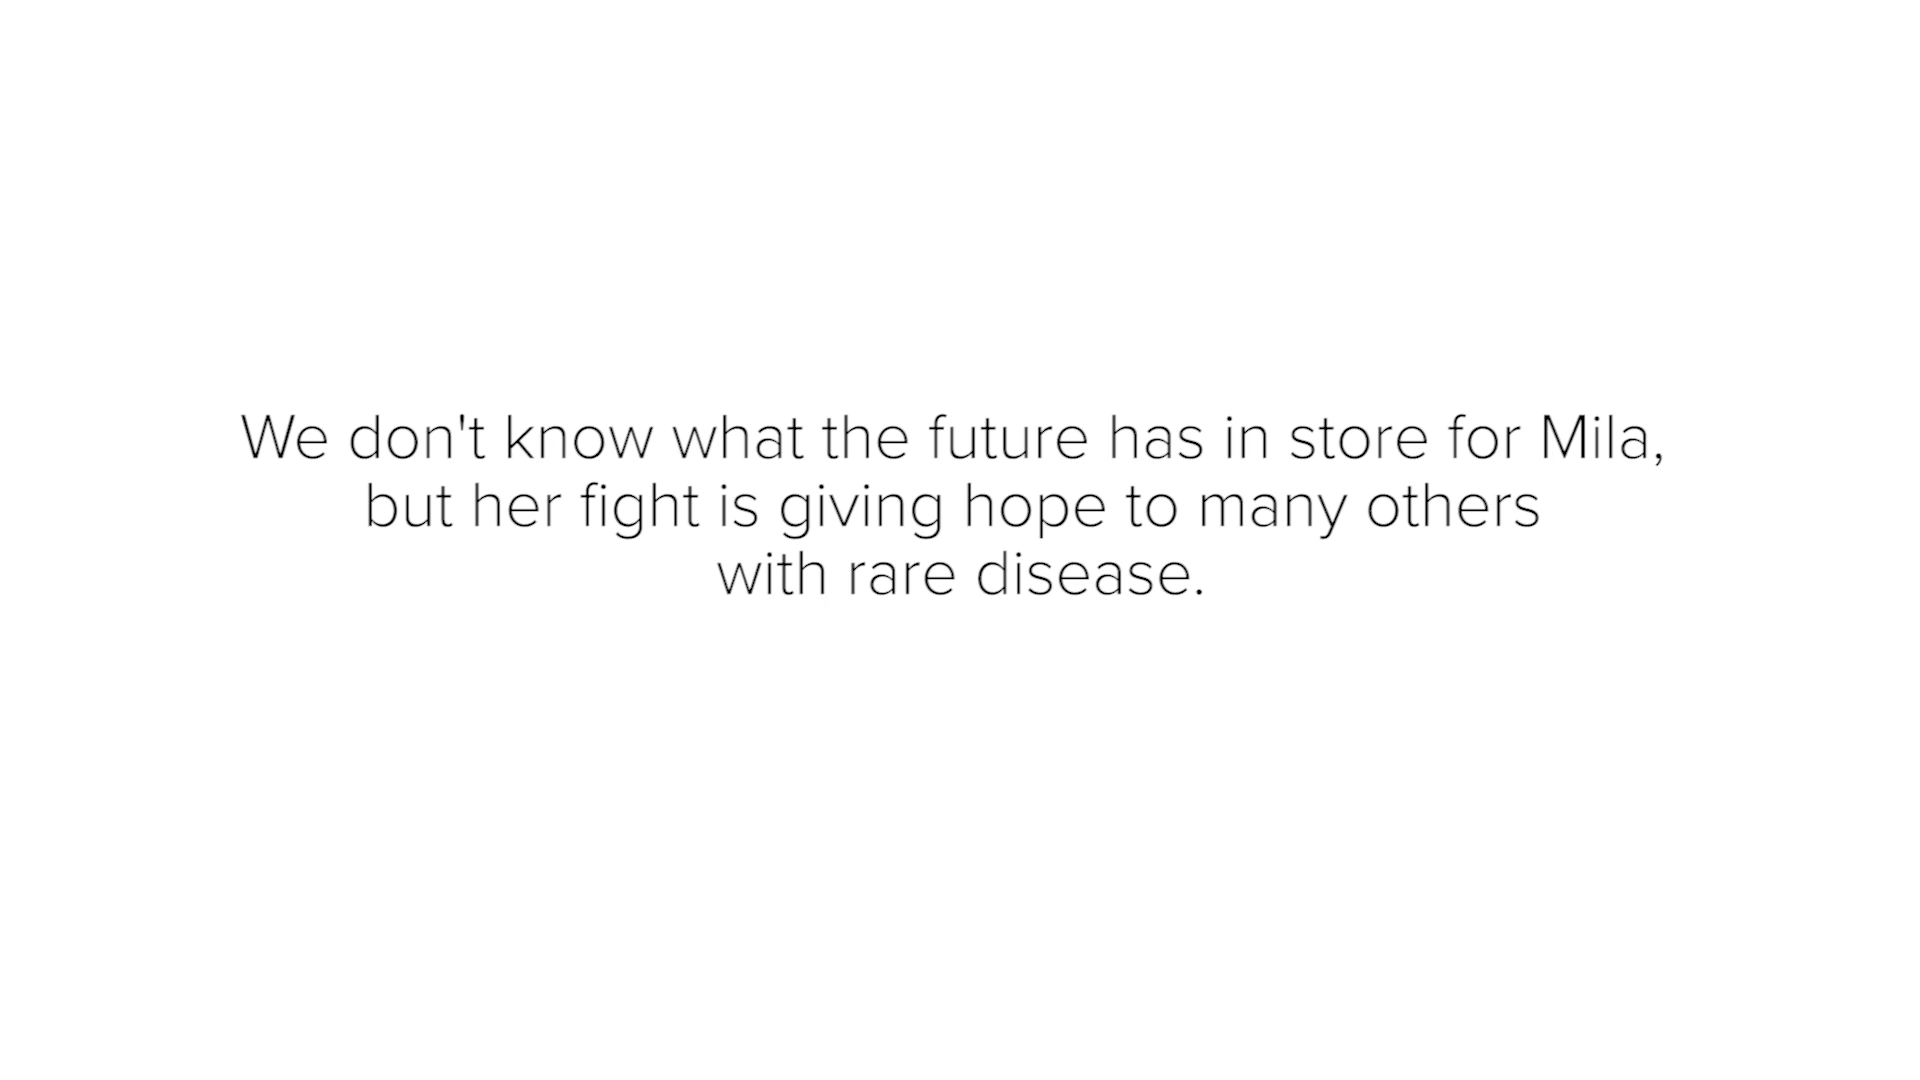 We don't know what the future has in store for Mila,
but her fight is giving hope to many others
with rare disease.